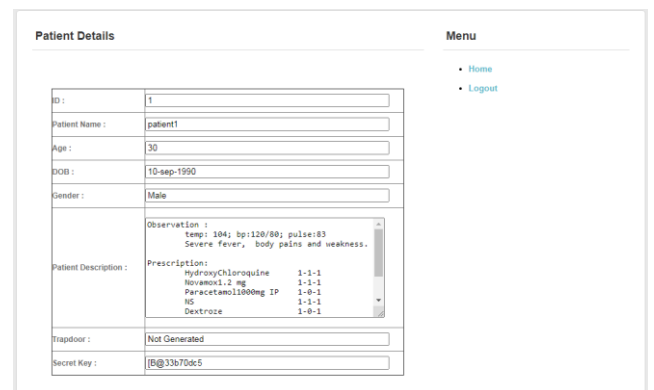 Patient Details
Menu
Home
Logout
ID : 1
Patient Name : patient1
Age : 30
DOB : 10-sep-1990
Gender : Male
Patient Description :
Observation :
temp: 104; bp:120/80; pulse:83
Severe fever, body pains and weakness.
Prescription:
HydroxyChloroquine 1-1-1
Novamox1.2 mg 1-1-1
Paracetamol1000mg IP 1-0-1
NS 1-1-1
Dextroze 1-0-1
Trapdoor : Not Generated
Secret Key : [B@33b70dc5